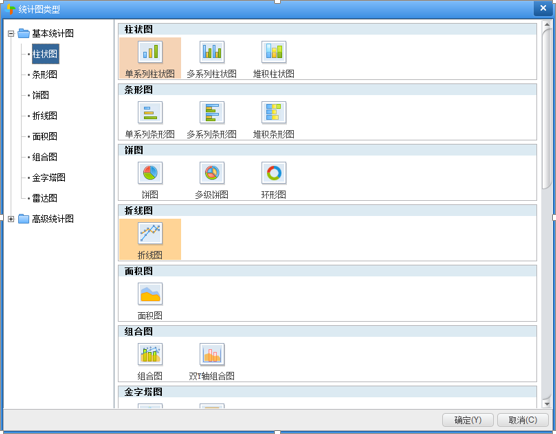 统计图类型
基本统计图
柱状图
条形图
饼图
折线图
面积图
组合图
金字塔图
雷达图
高级统计图
柱状图
单系列柱状图 多系列柱状图 堆积柱状图
条形图
单系列条形图 多系列条形图 堆积条形图
饼图
饼图 多级饼图 环形图
折线图
折线图
面积图
面积图
组合图
组合图 双Y轴组合图
金字塔图
确定(Y) 取消(C)